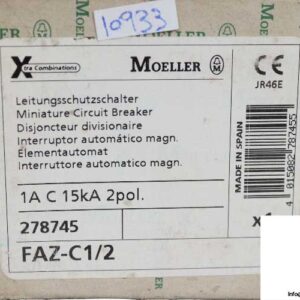 10933
Xtra Combinations
MOELLER
CE
JR46E
Leitungsschutzschalter
Miniature Circuit Breaker
Disjoncteur divisionaire
Interruptor automático magn.
Elementautomat
Interruttore automatico magn.
1A C 15kA 2pol.
278745
FAZ-C1/2
MADE IN SPAIN
4 015082 787455